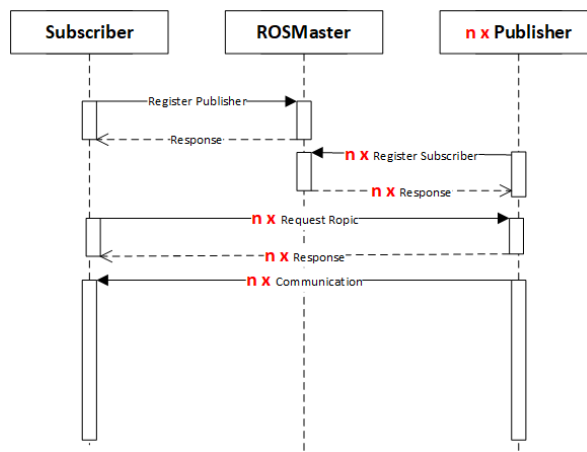 Subscriber
ROSMaster
n x Publisher
Register Publisher
Response
n x Register Subscriber
n x Response
n x Request Ropic
n x Response
n x Communication